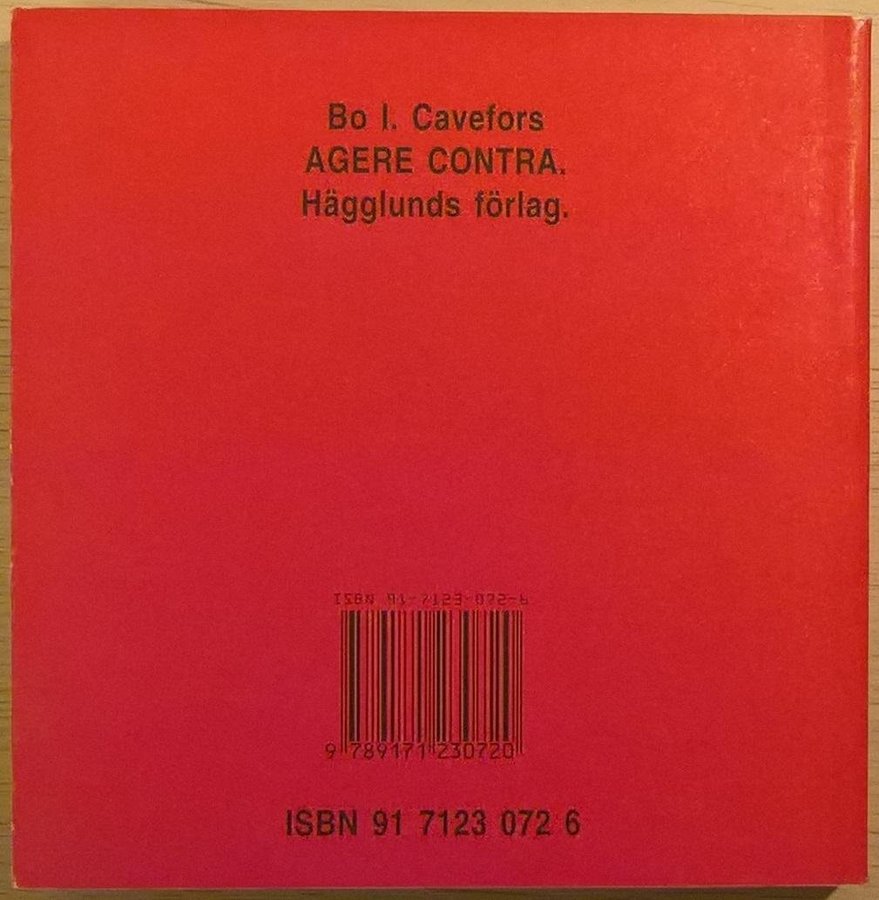 Bo I. Cavefors
AGERE CONTRA.
Hägglunds förlag.
ISBN 91-7123-072-6
9 789171 230720
ISBN 91 7123 072 6